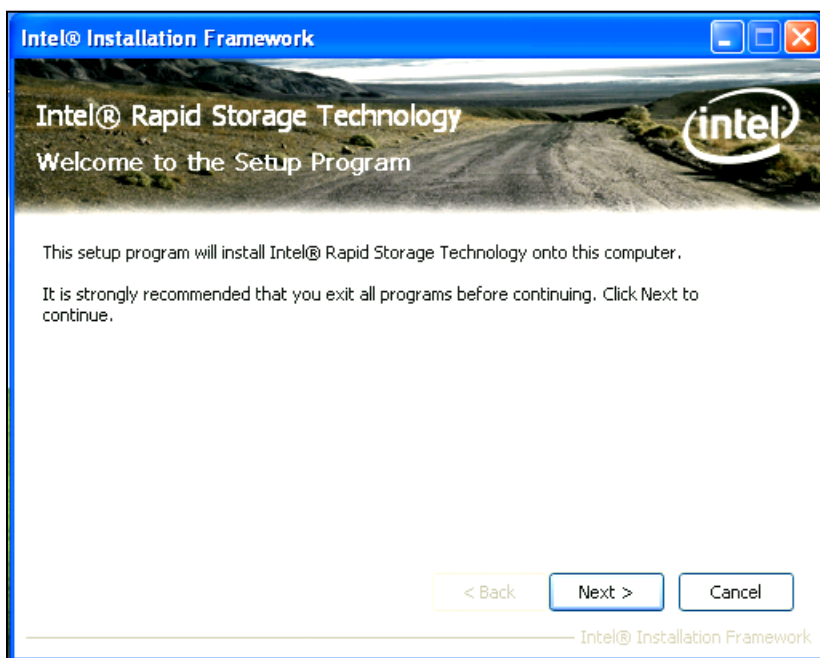 Intel® Installation Framework
Intel® Rapid Storage Technology
Welcome to the Setup Program
intel
This setup program will install Intel® Rapid Storage Technology onto this computer.
It is strongly recommended that you exit all programs before continuing. Click Next to
continue.
< Back
Next >
Cancel
Intel® Installation Framework